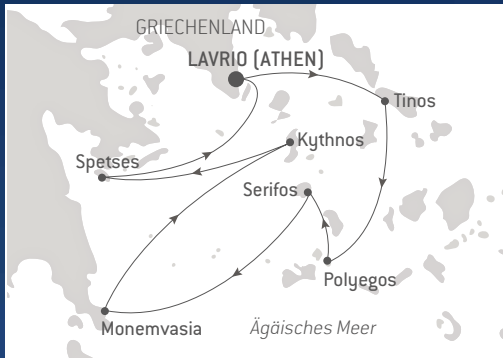 GRIECHENLAND
LAVRIO (ATHEN)
Tinos
Kythnos
Spetses
Serifos
Polyegos
Monemvasia
Ägäisches Meer